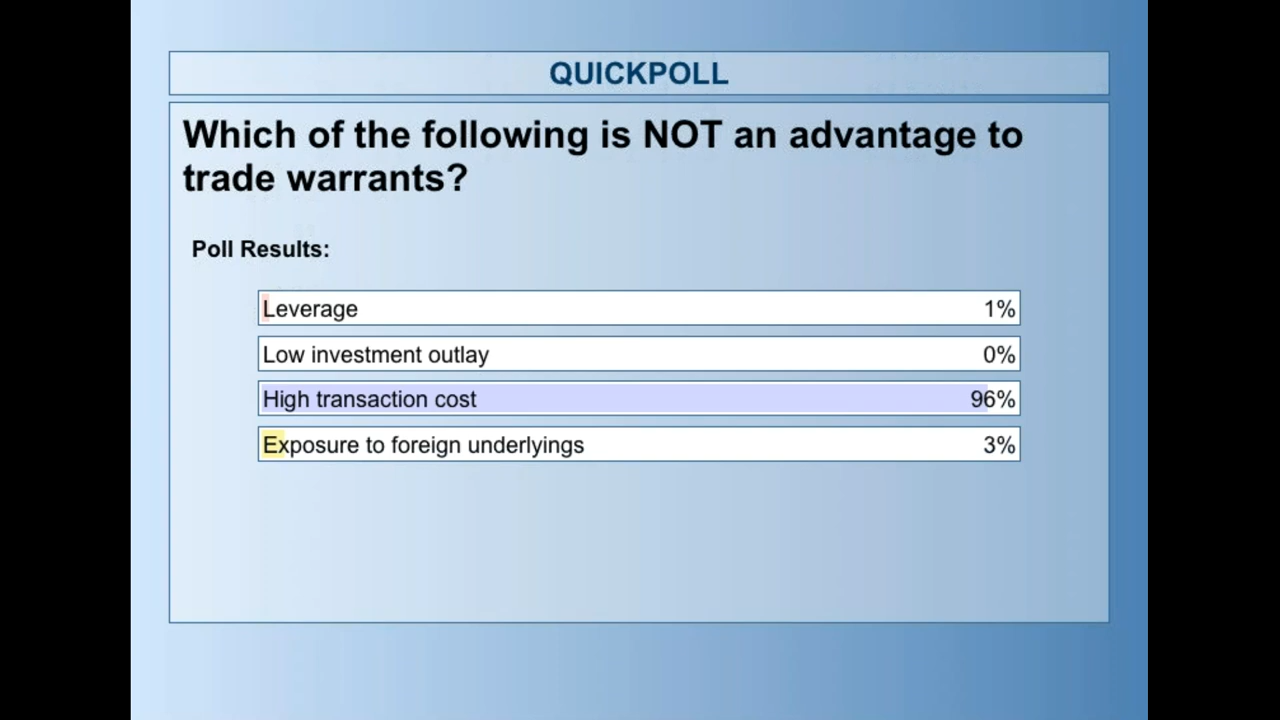 QUICKPOLL
Which of the following is NOT an advantage to
trade warrants?
Poll Results:
Leverage 1%
Low investment outlay 0%
High transaction cost 96%
Exposure to foreign underlyings 3%